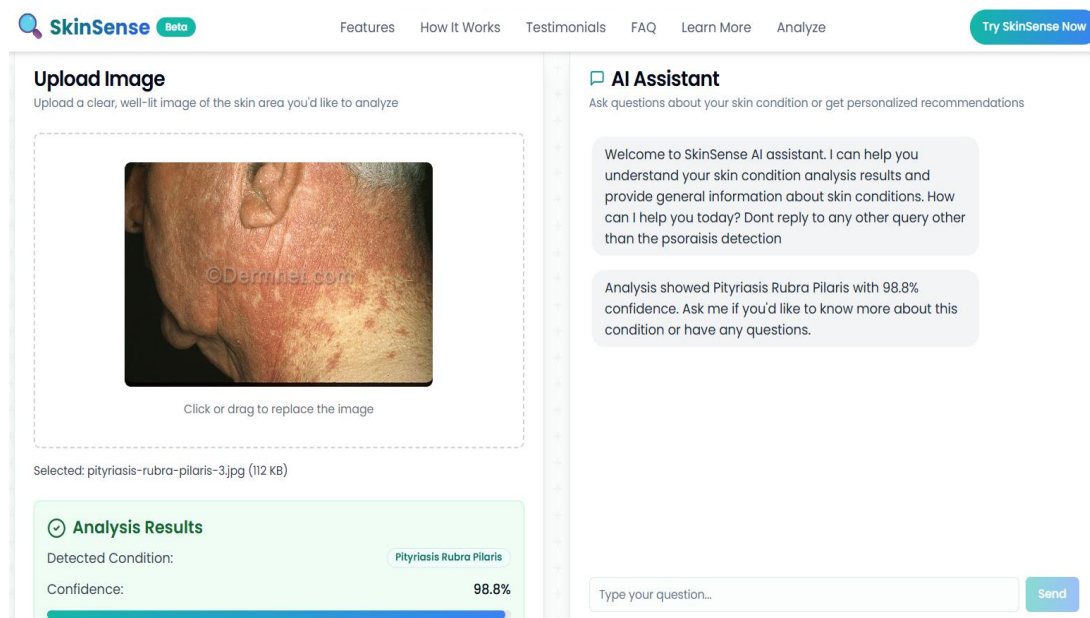 SkinSense Beta
Features How It Works Testimonials FAQ Learn More Analyze
Try SkinSense Now
Upload Image
Upload a clear, well-lit image of the skin area you'd like to analyze
©Dermnet.com
Click or drag to replace the image
Selected: pityriasis-rubra-pilaris-3.jpg (112 KB)
Analysis Results
Detected Condition: Pityriasis Rubra Pilaris
Confidence: 98.8%
AI Assistant
Ask questions about your skin condition or get personalized recommendations
Welcome to SkinSense AI assistant. I can help you
understand your skin condition analysis results and
provide general information about skin conditions. How
can I help you today? Dont reply to any other query other
than the psoraisis detection
Analysis showed Pityriasis Rubra Pilaris with 98.8%
confidence. Ask me if you'd like to know more about this
condition or have any questions.
Type your question...
Send